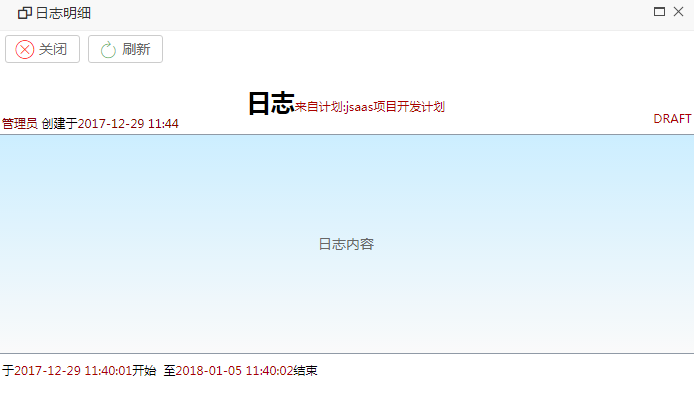 日志明细
关闭 刷新
日志来自计划:jsaas项目开发计划
管理员 创建于2017-12-29 11:44 DRAFT
日志内容
于2017-12-29 11:40:01开始 至2018-01-05 11:40:02结束